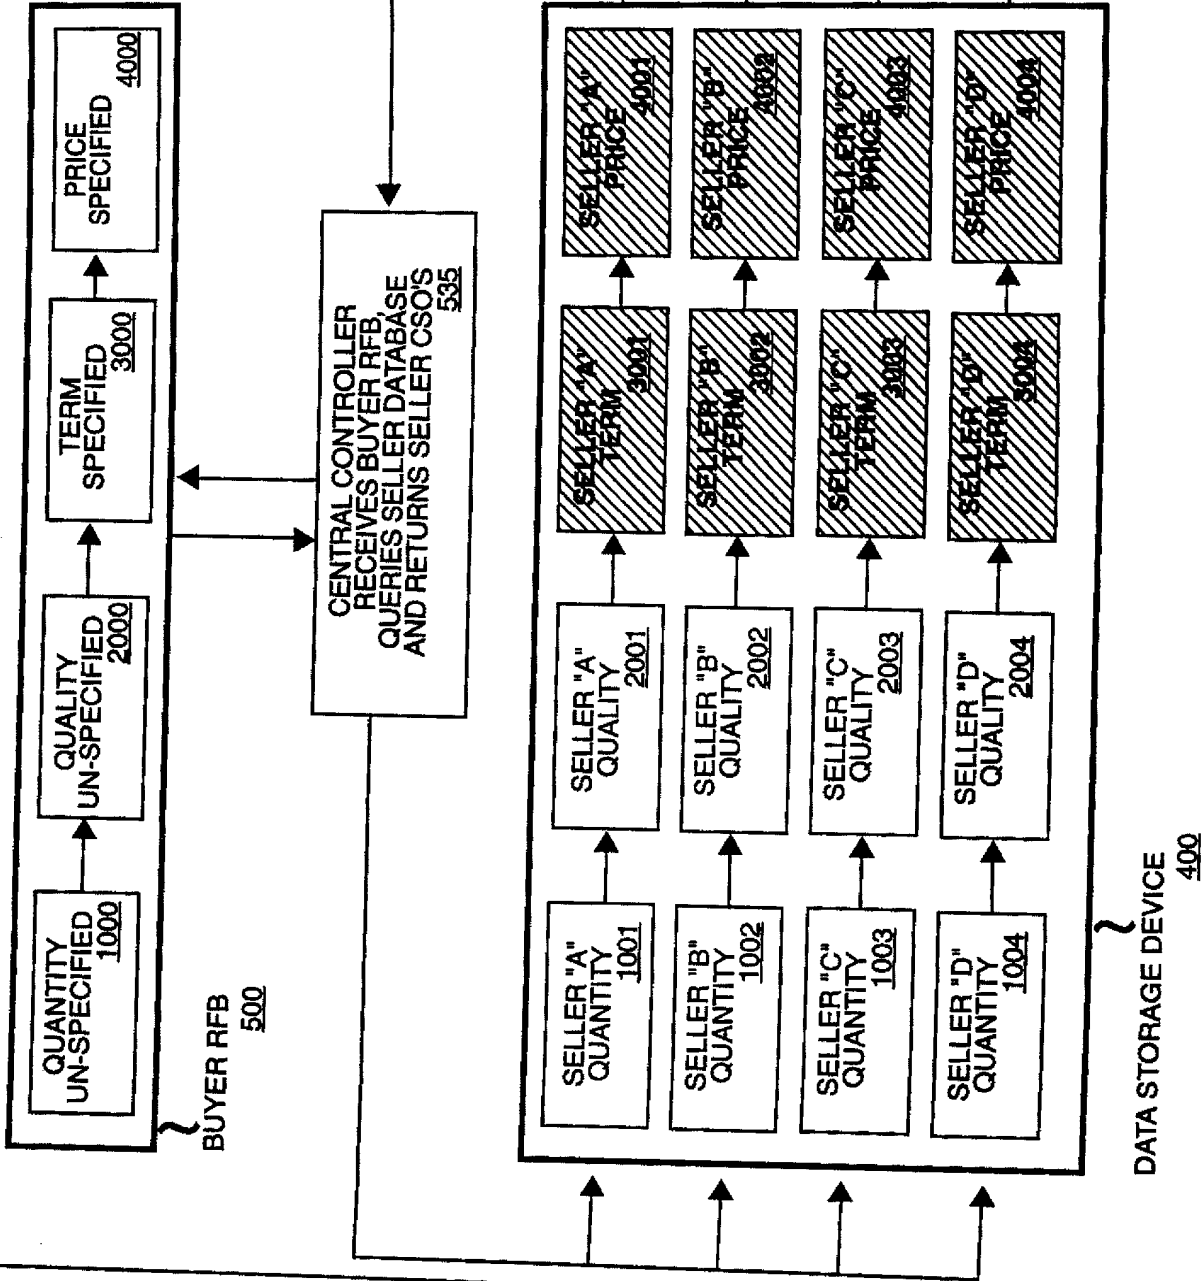 QUANTITY
UN-SPECIFIED
1000
QUALITY
UN-SPECIFIED
2000
TERM
SPECIFIED
3000
PRICE
SPECIFIED
4000
BUYER RFB
500
CENTRAL CONTROLLER
RECEIVES BUYER RFB,
QUERIES SELLER DATABASE
AND RETURNS SELLER CSO'S
535
SELLER "A"
QUANTITY
1001
SELLER "A"
QUALITY
2001
SELLER "A"
TERM
3001
SELLER "A"
PRICE
4001
SELLER "B"
QUANTITY
1002
SELLER "B"
QUALITY
2002
SELLER "B"
TERM
3002
SELLER "B"
PRICE
4002
SELLER "C"
QUANTITY
1003
SELLER "C"
QUALITY
2003
SELLER "C"
TERM
3003
SELLER "C"
PRICE
4003
SELLER "D"
QUANTITY
1004
SELLER "D"
QUALITY
2004
SELLER "D"
TERM
3004
SELLER "D"
PRICE
4004
DATA STORAGE DEVICE
400